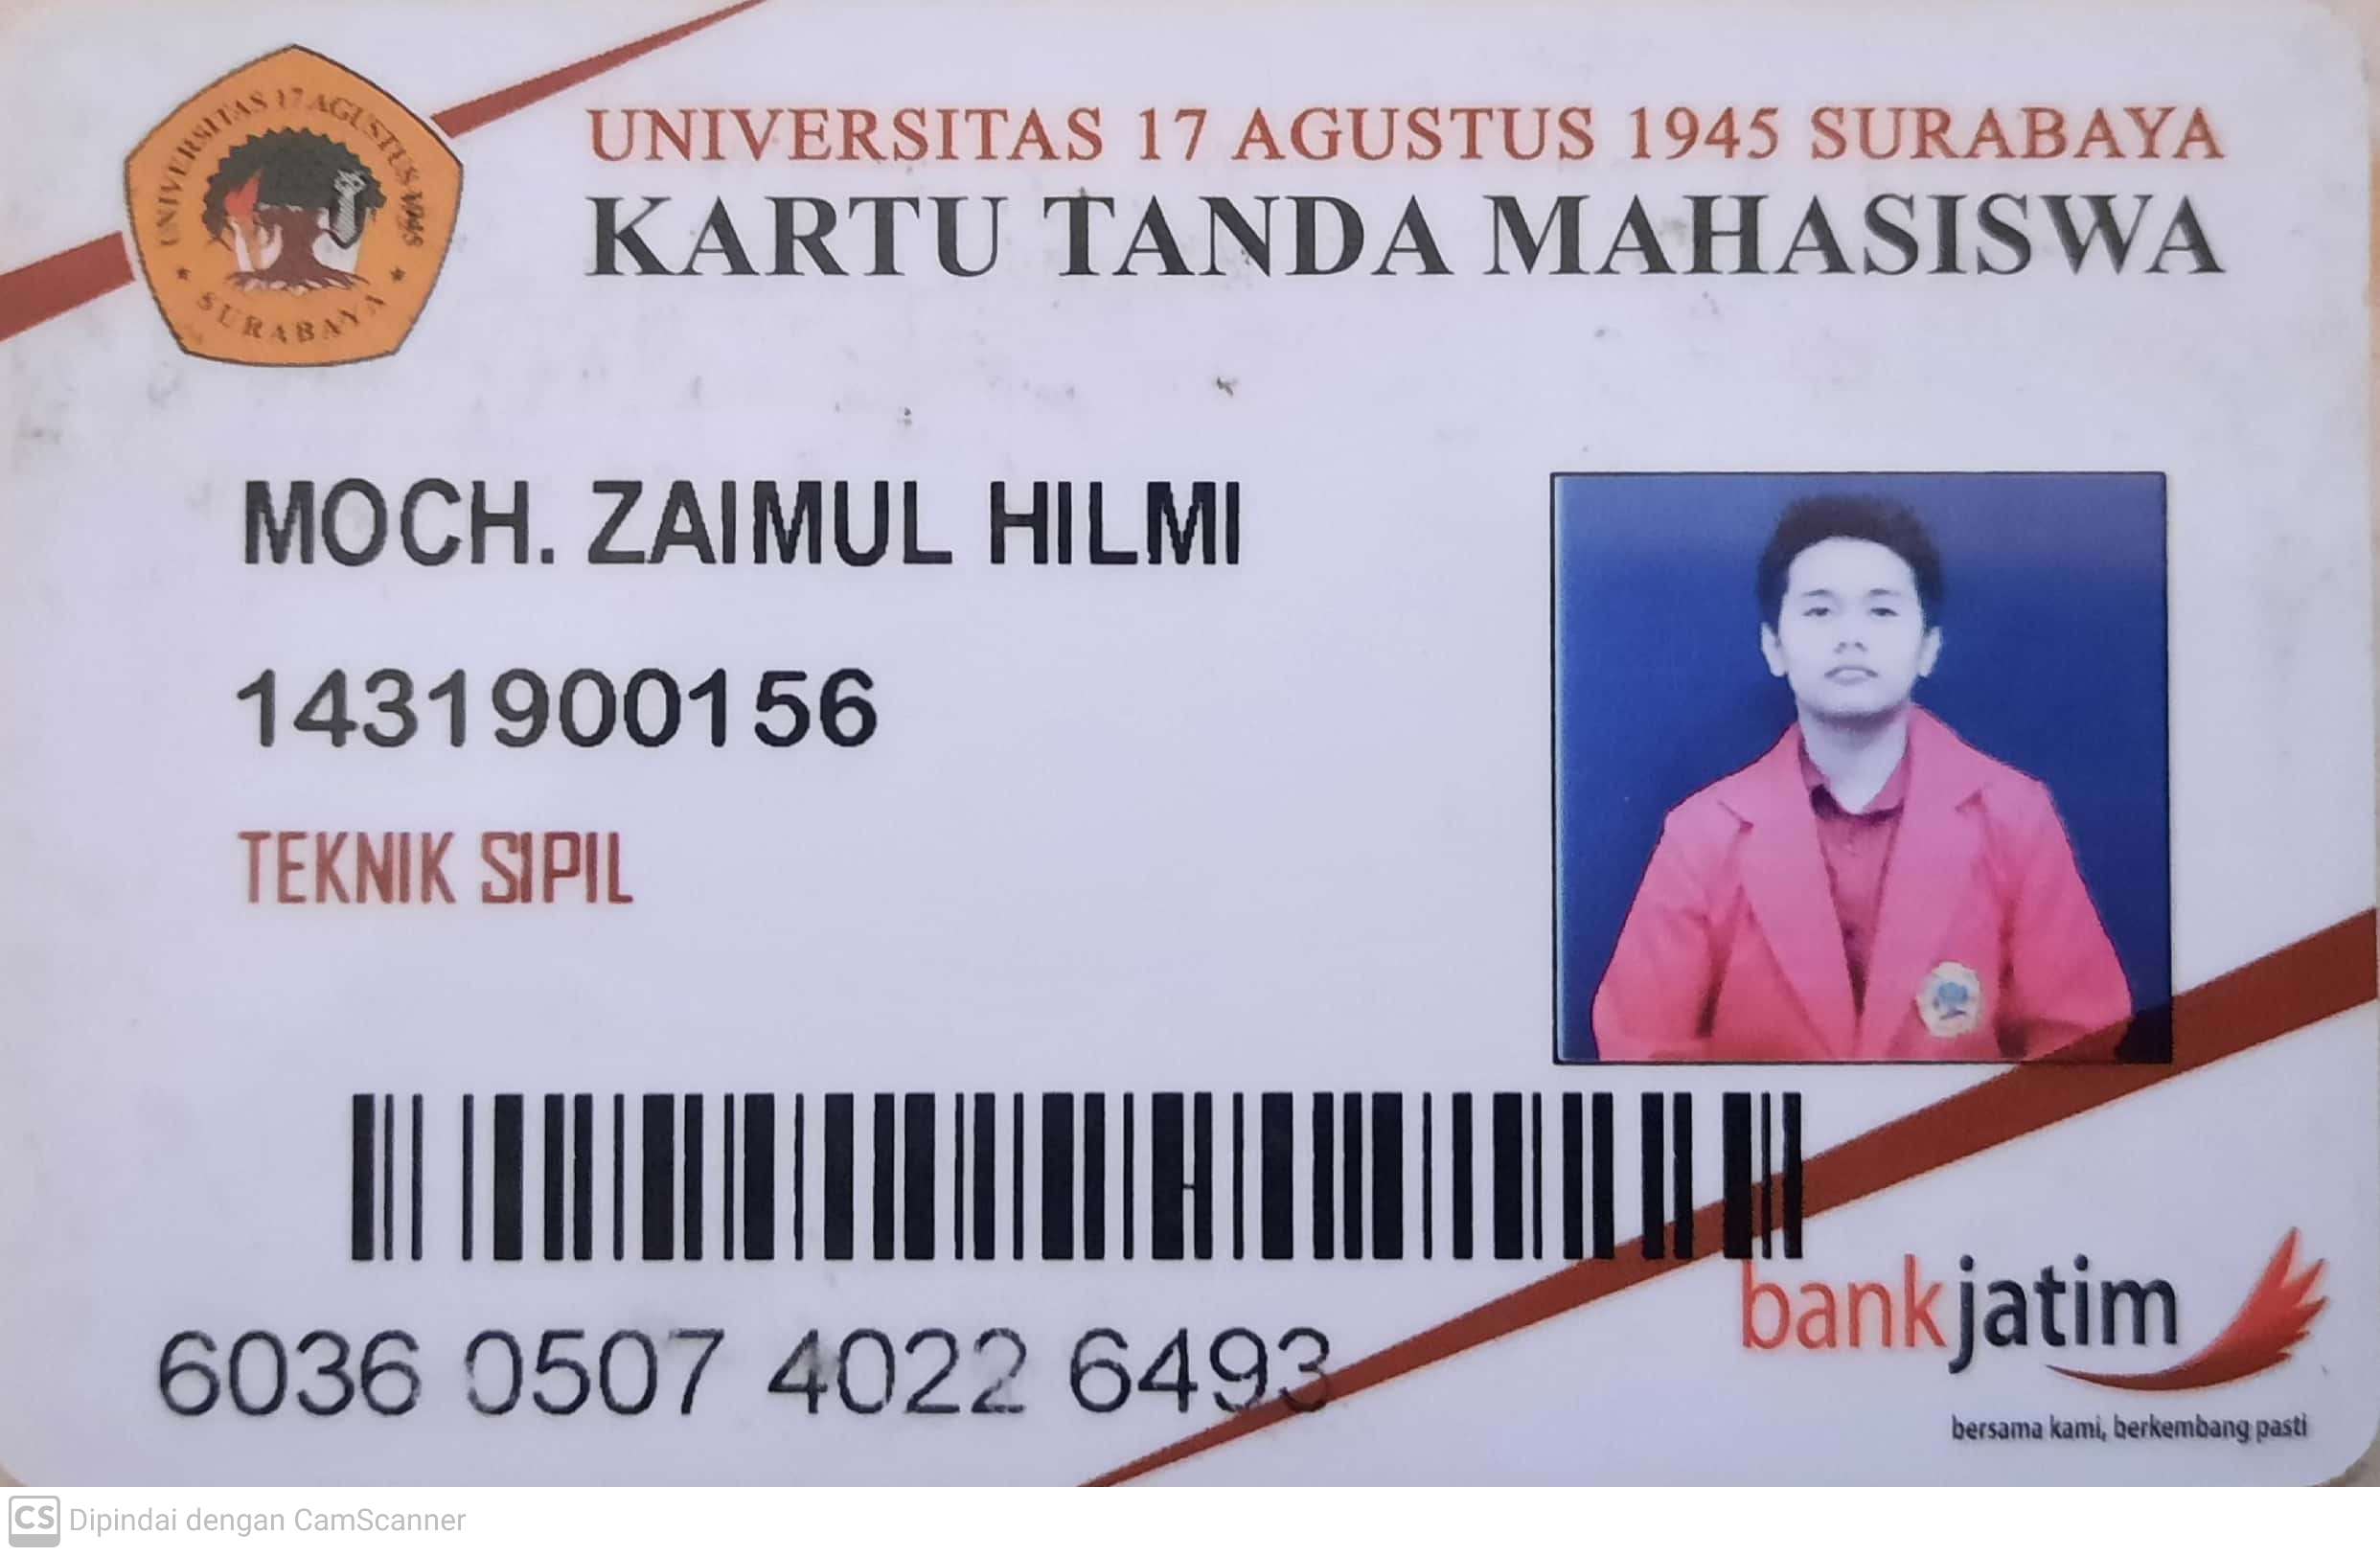 UNIVERSITAS 17 AGUSTUS 1945
SURABAYA
UNIVERSITAS 17 AGUSTUS 1945 SURABAYA
KARTU TANDA MAHASISWA
MOCH. ZAIMUL HILMI
1431900156
TEKNIK SIPIL
6036 0507 4022 6493
bankjatim
bersama kami, berkembang pasti
CS Dipindai dengan CamScanner